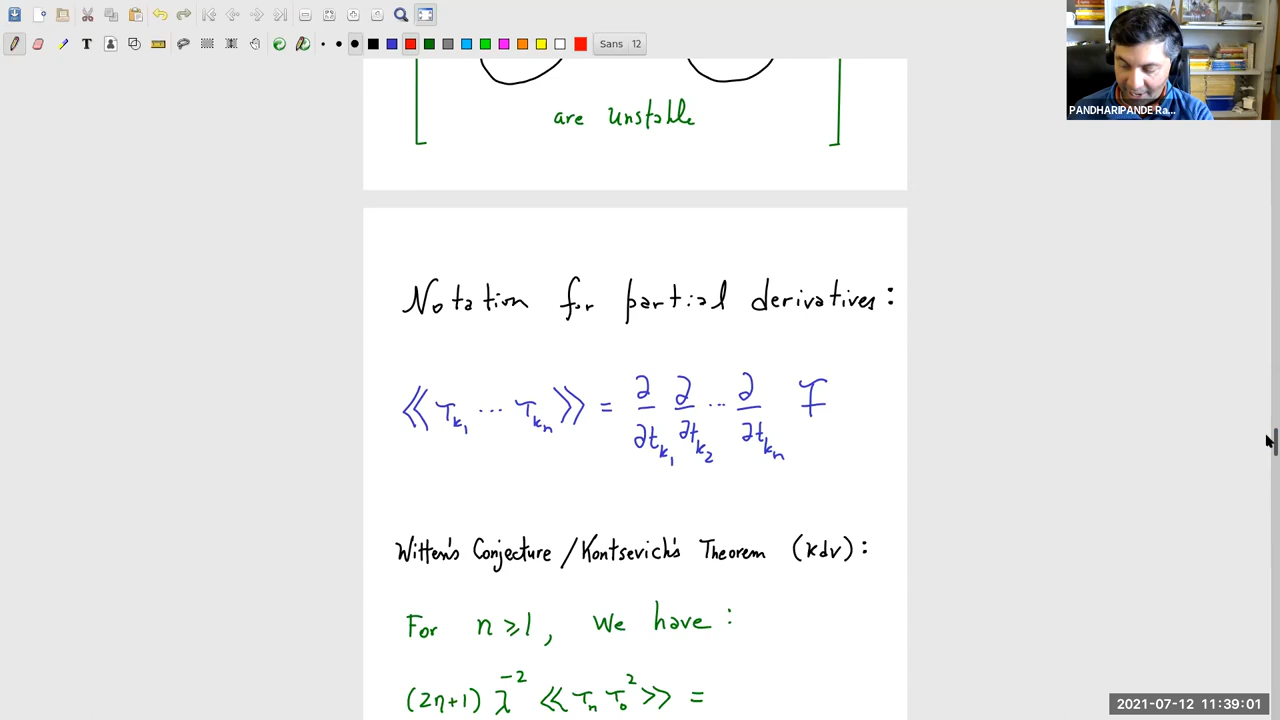 Sans 12
PANDHARIPANDE Ra...
are unstable
Notation for partial derivatives:
⟪ τ_{k_1} ... τ_{k_n} ⟫ = ∂/∂t_{k_1} ∂/∂t_{k_2} ... ∂/∂t_{k_n} F
Witten's Conjecture / Kontsevich's Theorem (kdv):
For n ≥ 1, we have:
(2n+1) λ^{-2} ⟪ τ_n τ_0^2 ⟫ =
2021-07-12 11:39:01